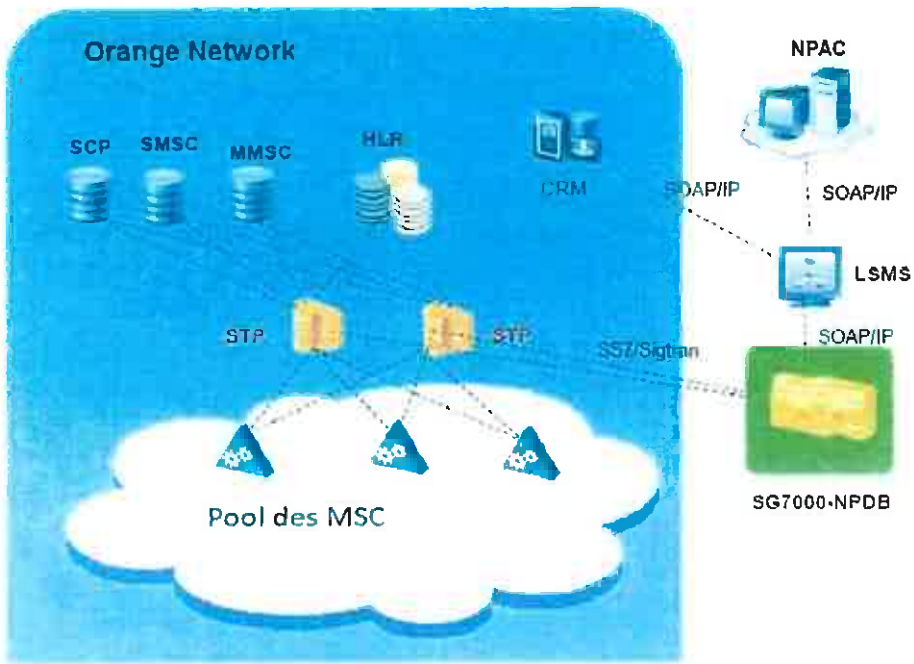 Orange Network
NPAC
SCP
SMSC
MMSC
HLR
CRM
SOAP/IP
SOAP/IP
LSMS
STP
STP
SS7/Sigtran
SOAP/IP
SG7000-NPDB
Pool des MSC